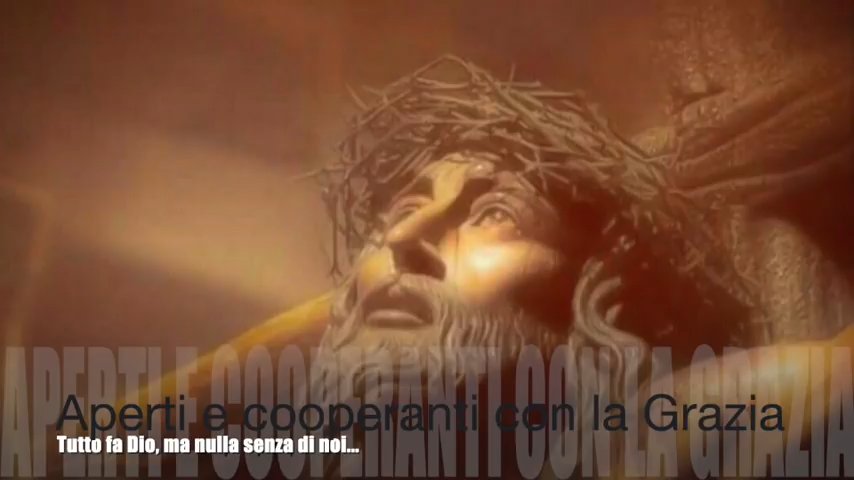 APERTI E COOPERANTI CON LA GRAZIA
Aperti e cooperanti con la Grazia
Tutto fa Dio, ma nulla senza di noi...